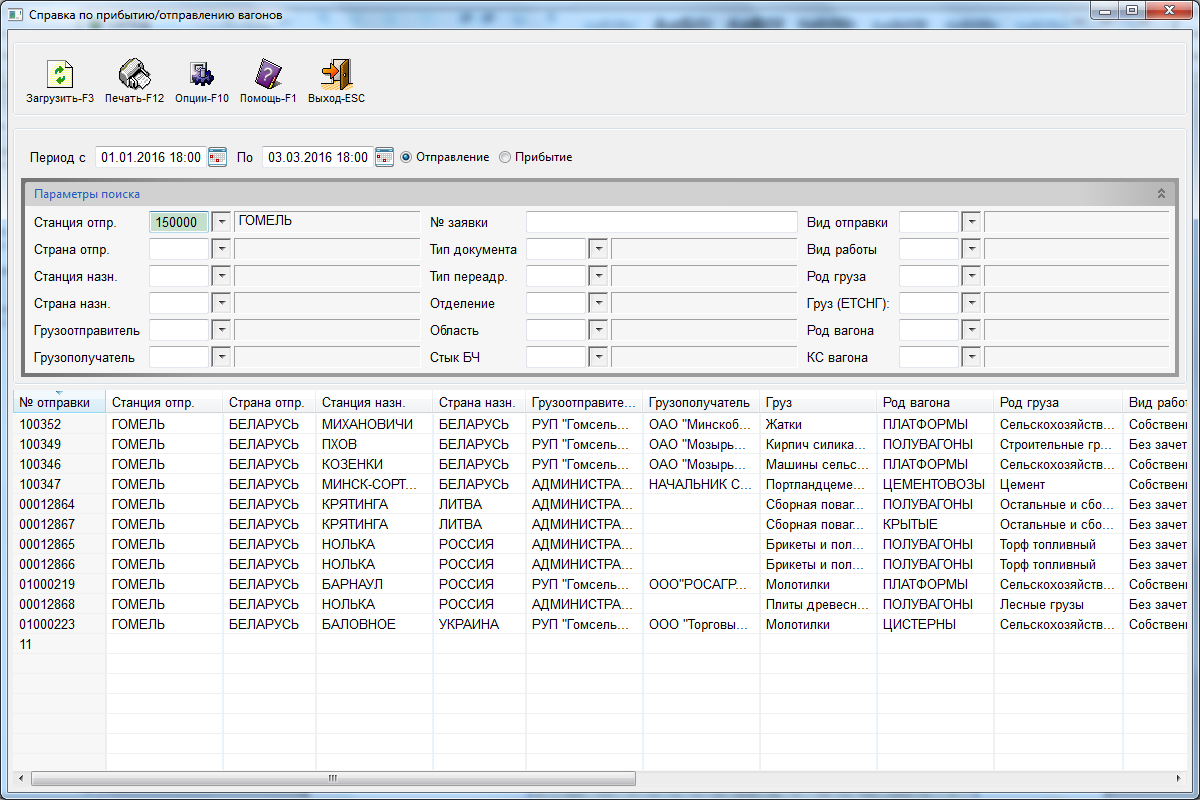 Справка по прибытию/отправлению вагонов
Загрузить-F3 Печать-F12 Опции-F10 Помощь-F1 Выход-ESC
Период с 01.01.2016 18:00 По 03.03.2016 18:00 Отправление Прибытие
Параметры поиска
Станция отпр. 150000 ГОМЕЛЬ № заявки Вид отправки
Страна отпр. Тип документа Вид работы
Станция назн. Тип переадр. Род груза
Страна назн. Отделение Груз (ЕТСНГ):
Грузоотправитель Область Род вагона
Грузополучатель Стык БЧ КС вагона
№ отправки Станция отпр. Страна отпр. Станция назн. Страна назн. Грузоотправите... Грузополучатель Груз Род вагона Род груза Вид работ
100352 ГОМЕЛЬ БЕЛАРУСЬ МИХАНОВИЧИ БЕЛАРУСЬ РУП "Гомсель... ОАО "Минскоб... Жатки ПЛАТФОРМЫ Сельскохозяйств... Собственн
100349 ГОМЕЛЬ БЕЛАРУСЬ ПХОВ БЕЛАРУСЬ РУП "Гомсель... ОАО "Мозырь... Кирпич силика... ПОЛУВАГОНЫ Строительные гр... Без зачет
100346 ГОМЕЛЬ БЕЛАРУСЬ КОЗЕНКИ БЕЛАРУСЬ РУП "Гомсель... ОАО "Мозырь... Машины сельс... ПЛАТФОРМЫ Сельскохозяйств... Собственн
100347 ГОМЕЛЬ БЕЛАРУСЬ МИНСК-СОРТ... БЕЛАРУСЬ АДМИНИСТРА... НАЧАЛЬНИК С... Портландцеме... ЦЕМЕНТОВОЗЫ Цемент Собственн
00012864 ГОМЕЛЬ БЕЛАРУСЬ КРЯТИНГА ЛИТВА АДМИНИСТРА... Сборная поваг... ПОЛУВАГОНЫ Остальные и сбо... Без зачет
00012867 ГОМЕЛЬ БЕЛАРУСЬ КРЯТИНГА ЛИТВА АДМИНИСТРА... Сборная поваг... КРЫТЫЕ Остальные и сбо... Без зачет
00012865 ГОМЕЛЬ БЕЛАРУСЬ НОЛЬКА РОССИЯ АДМИНИСТРА... Брикеты и пол... ПОЛУВАГОНЫ Торф топливный Без зачет
00012866 ГОМЕЛЬ БЕЛАРУСЬ НОЛЬКА РОССИЯ АДМИНИСТРА... Брикеты и пол... ПОЛУВАГОНЫ Торф топливный Без зачет
01000219 ГОМЕЛЬ БЕЛАРУСЬ БАРНАУЛ РОССИЯ РУП "Гомсель... ООО"РОСАГР... Молотилки ПЛАТФОРМЫ Сельскохозяйств... Собственн
00012868 ГОМЕЛЬ БЕЛАРУСЬ НОЛЬКА РОССИЯ АДМИНИСТРА... Плиты древесн... ПОЛУВАГОНЫ Лесные грузы Без зачет
01000223 ГОМЕЛЬ БЕЛАРУСЬ БАЛОВНОЕ УКРАИНА РУП "Гомсель... ООО "Торговы... Молотилки ЦИСТЕРНЫ Сельскохозяйств... Собственн
11